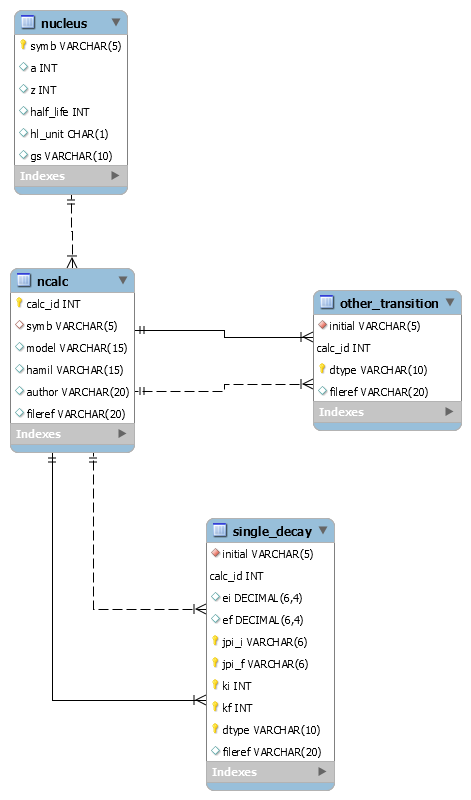 nucleus
symb VARCHAR(5)
a INT
z INT
half_life INT
hl_unit CHAR(1)
gs VARCHAR(10)
Indexes
ncalc
calc_id INT
symb VARCHAR(5)
model VARCHAR(15)
hamil VARCHAR(15)
author VARCHAR(20)
fileref VARCHAR(20)
Indexes
other_transition
initial VARCHAR(5)
calc_id INT
dtype VARCHAR(10)
fileref VARCHAR(20)
Indexes
single_decay
initial VARCHAR(5)
calc_id INT
ei DECIMAL(6,4)
ef DECIMAL(6,4)
jpi_i VARCHAR(6)
jpi_f VARCHAR(6)
ki INT
kf INT
dtype VARCHAR(10)
fileref VARCHAR(20)
Indexes